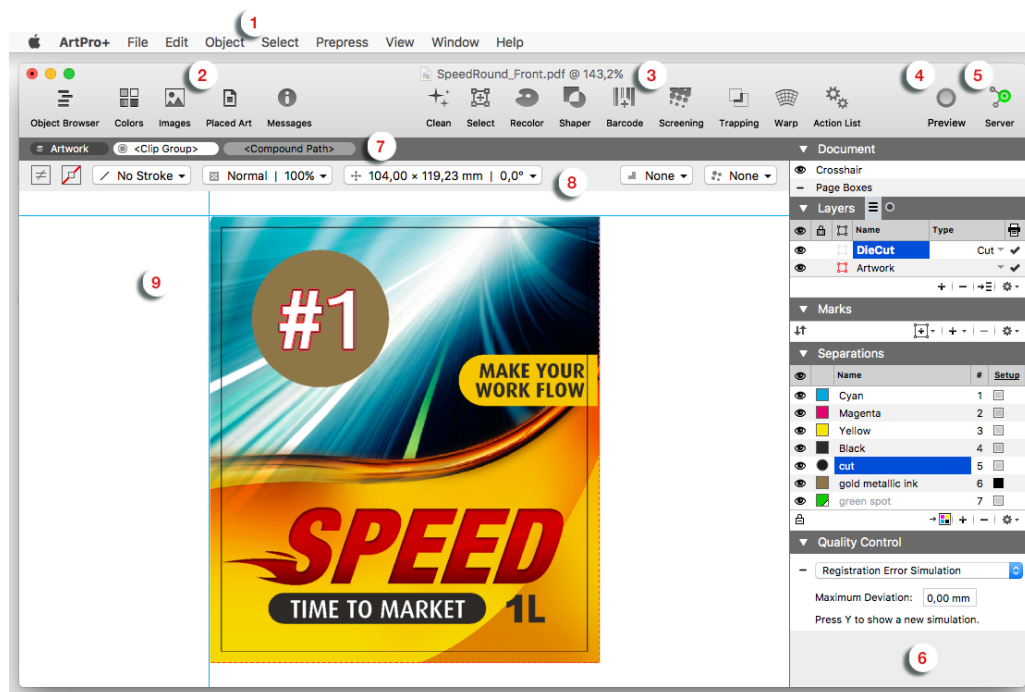 1
ArtPro+ File Edit Object Select Prepress View Window Help
2
3
4
5
SpeedRound_Front.pdf @ 143,2%
Object Browser Colors Images Placed Art Messages Clean Select Recolor Shaper Barcode Screening Trapping Warp Action List Preview Server
Artwork <Clip Group> <Compound Path>
7
No Stroke Normal | 100% 104,00 × 119,23 mm | 0,0° None None
8
9
#1
MAKE YOUR
WORK FLOW
SPEED
TIME TO MARKET 1L
Document
Crosshair
Page Boxes
Layers
Name Type
DieCut Cut
Artwork
Marks
Separations
Name # Setup
Cyan 1
Magenta 2
Yellow 3
Black 4
cut 5
gold metallic ink 6
green spot 7
Quality Control
Registration Error Simulation
Maximum Deviation: 0,00 mm
Press Y to show a new simulation.
6